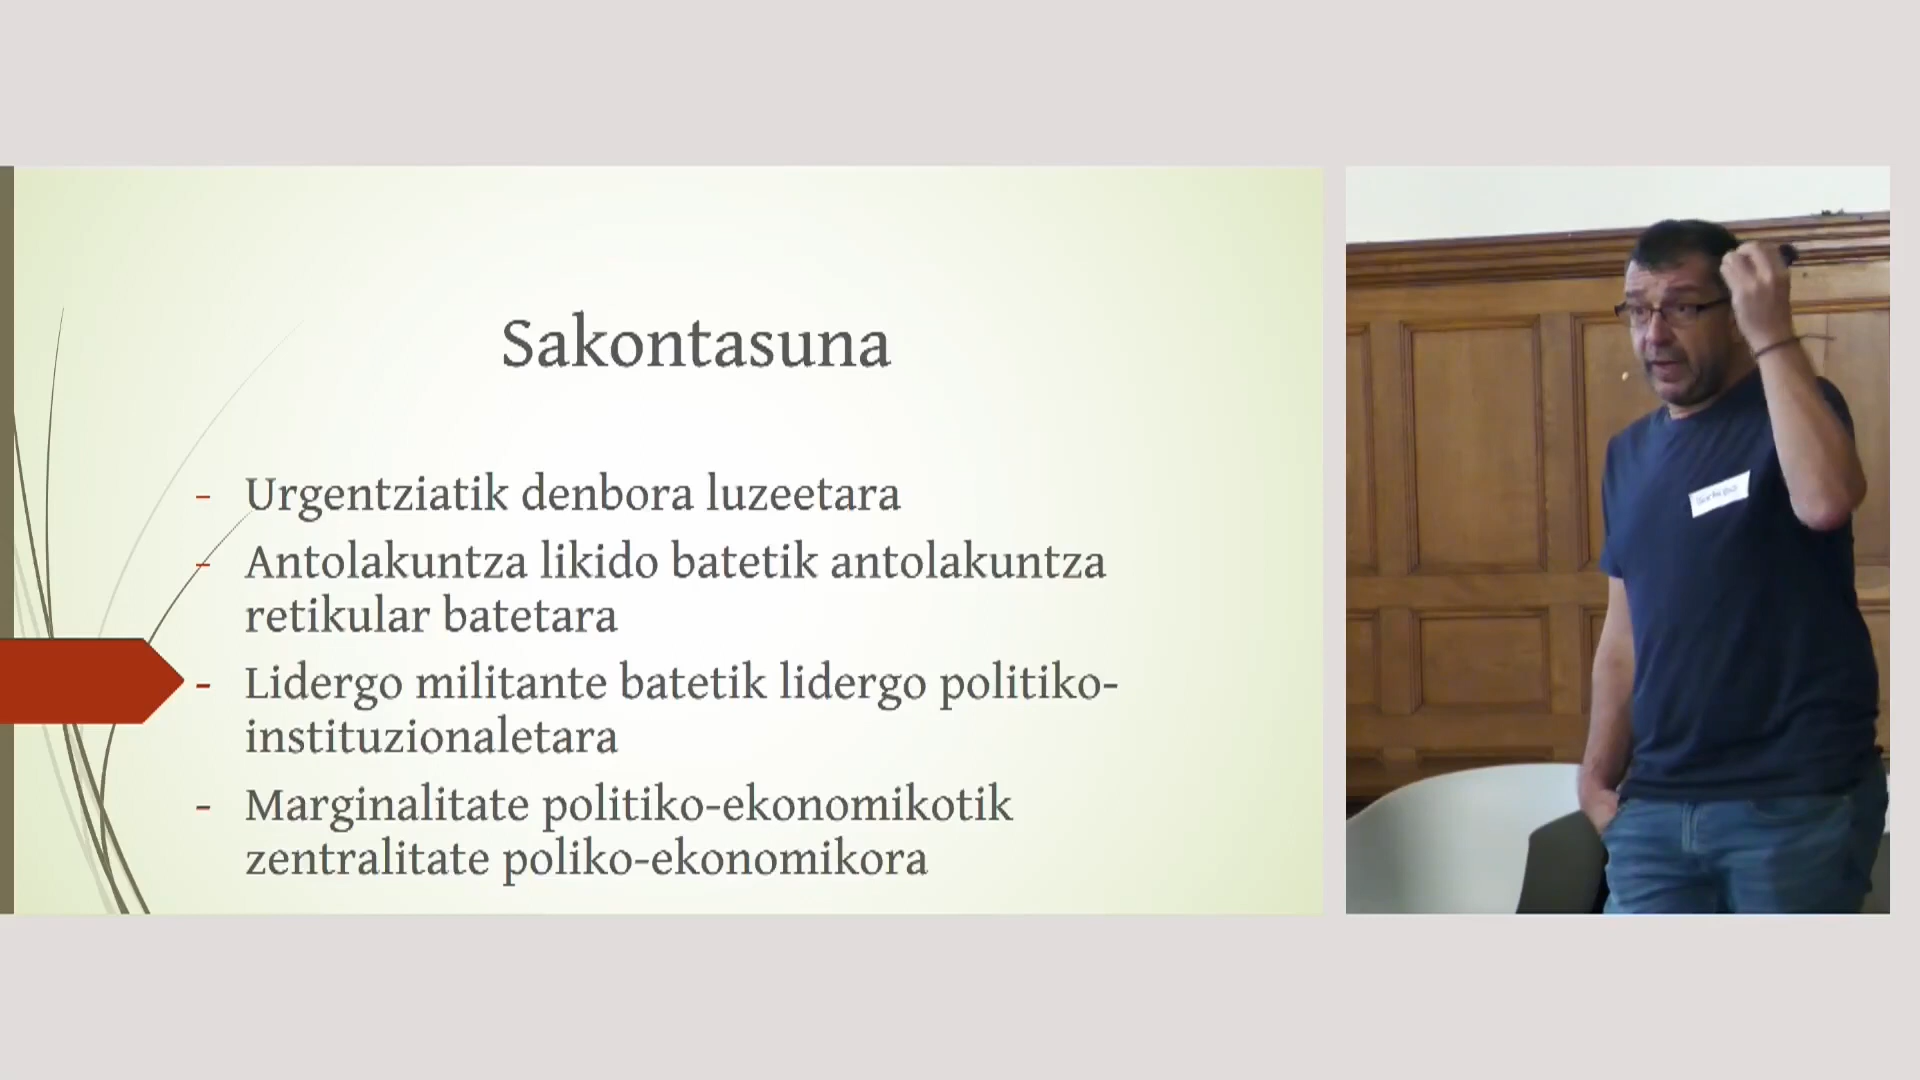 Sakontasuna
- Urgentziatik denbora luzeetara
- Antolakuntza likido batetik antolakuntza
retikular batetara
- Lidergo militante batetik lidergo politiko-
instituzionaletara
- Marginalitate politiko-ekonomikotik
zentralitate poliko-ekonomikora